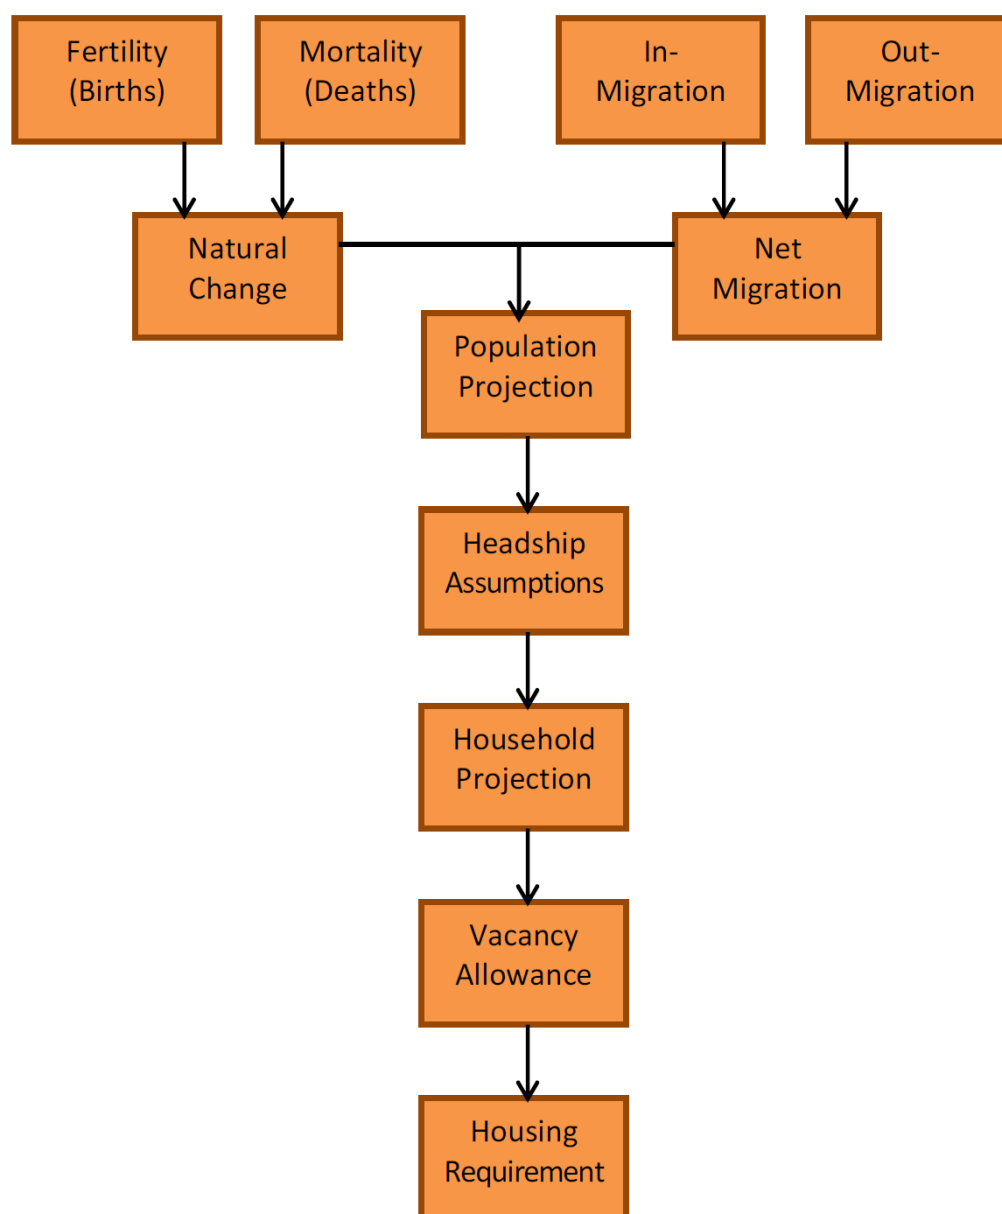 Fertility
(Births)
Mortality
(Deaths)
In-
Migration
Out-
Migration
Natural
Change
Net
Migration
Population
Projection
Headship
Assumptions
Household
Projection
Vacancy
Allowance
Housing
Requirement